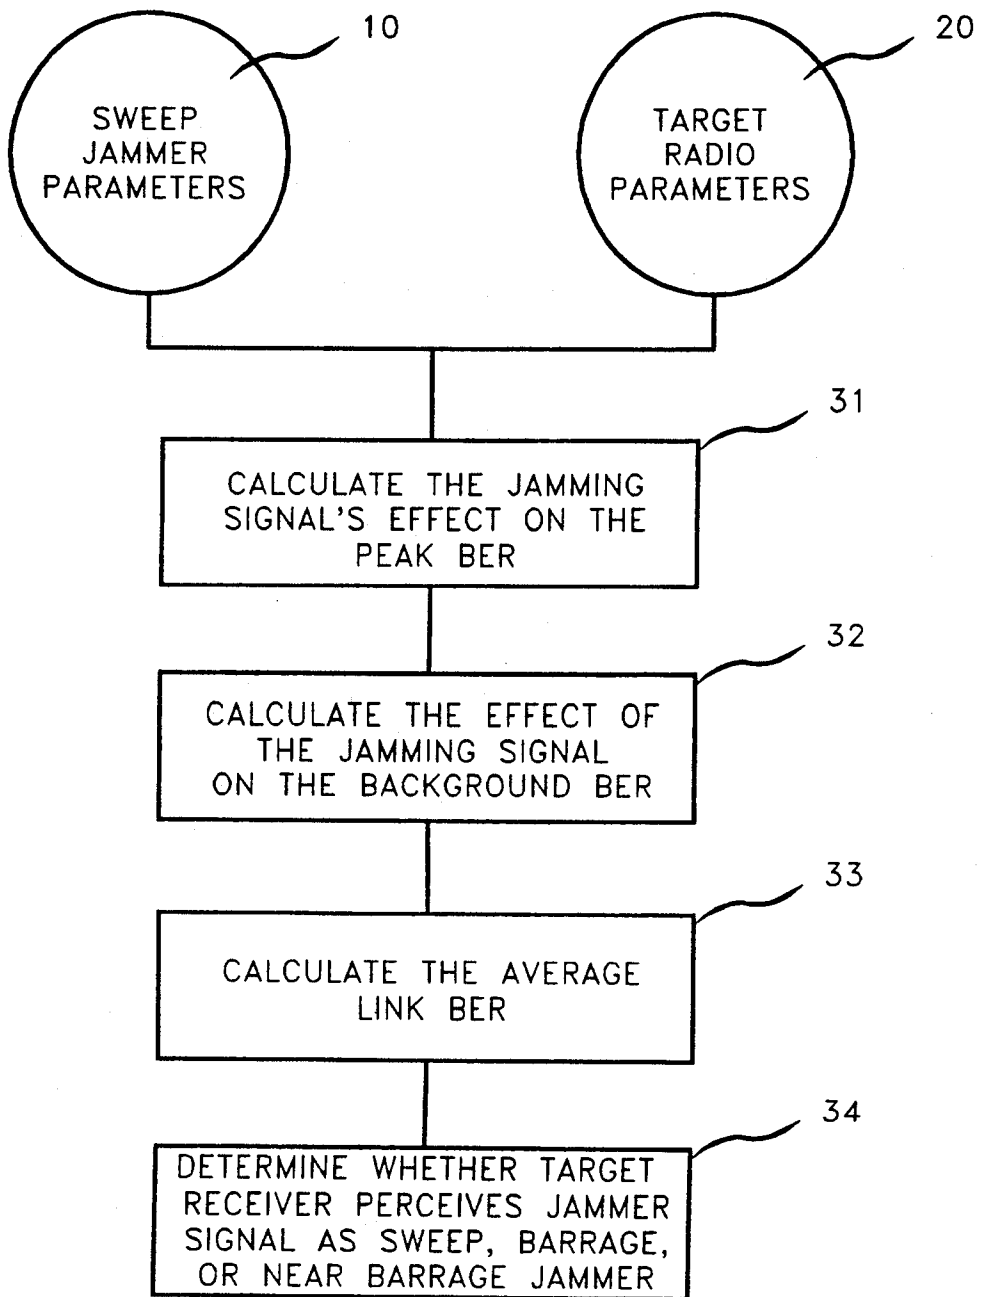 10
20
SWEEP
JAMMER
PARAMETERS
TARGET
RADIO
PARAMETERS
31
CALCULATE THE JAMMING
SIGNAL'S EFFECT ON THE
PEAK BER
32
CALCULATE THE EFFECT OF
THE JAMMING SIGNAL
ON THE BACKGROUND BER
33
CALCULATE THE AVERAGE
LINK BER
34
DETERMINE WHETHER TARGET
RECEIVER PERCEIVES JAMMER
SIGNAL AS SWEEP, BARRAGE,
OR NEAR BARRAGE JAMMER